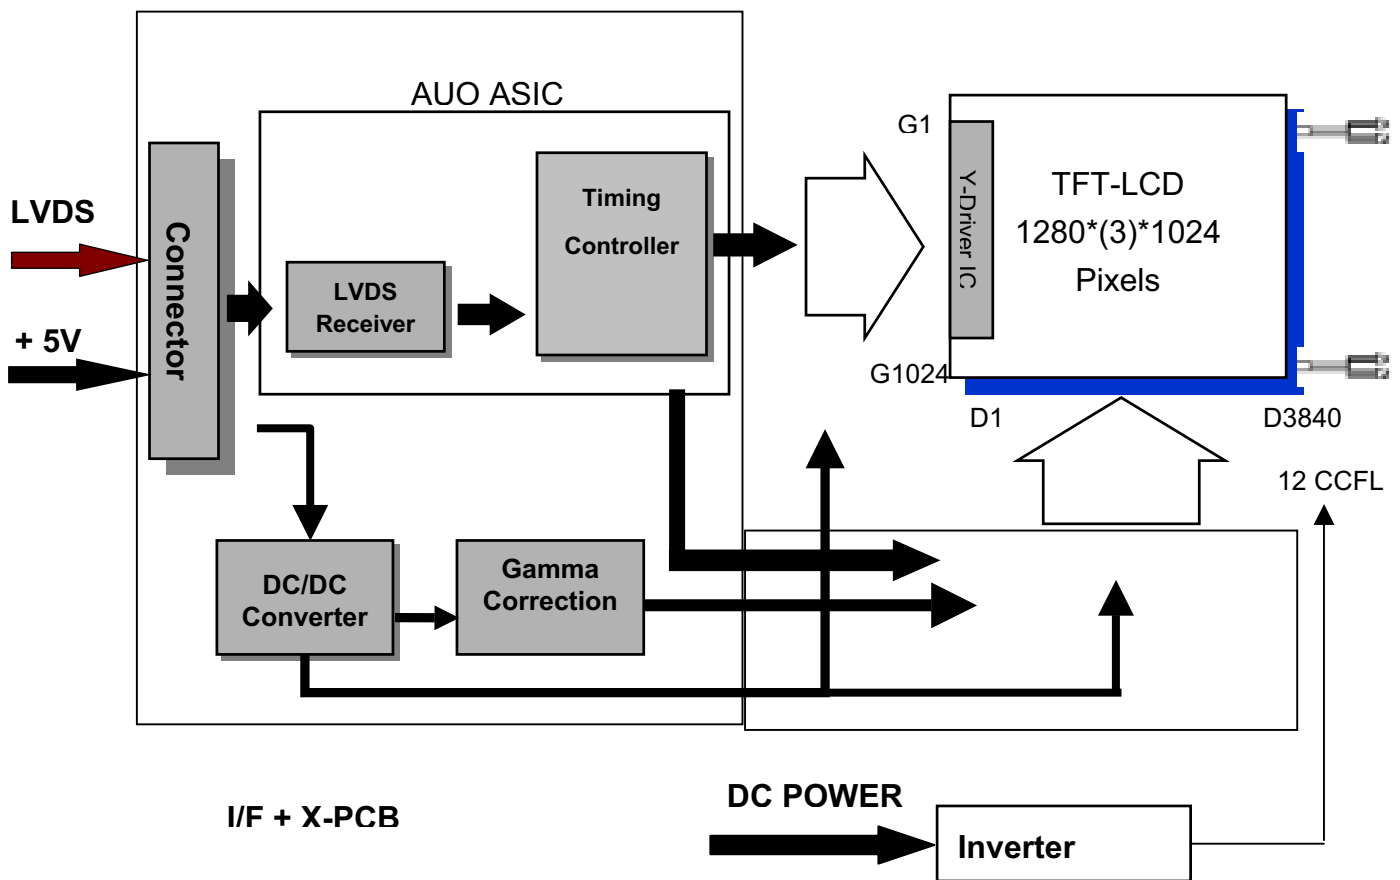 AUO ASIC
LVDS
+ 5V
Connector
LVDS
Receiver
Timing
Controller
G1
G1024
Y-Driver IC
TFT-LCD
1280*(3)*1024
Pixels
D1
D3840
12 CCFL
DC/DC
Converter
Gamma
Correction
I/F + X-PCB
DC POWER
Inverter